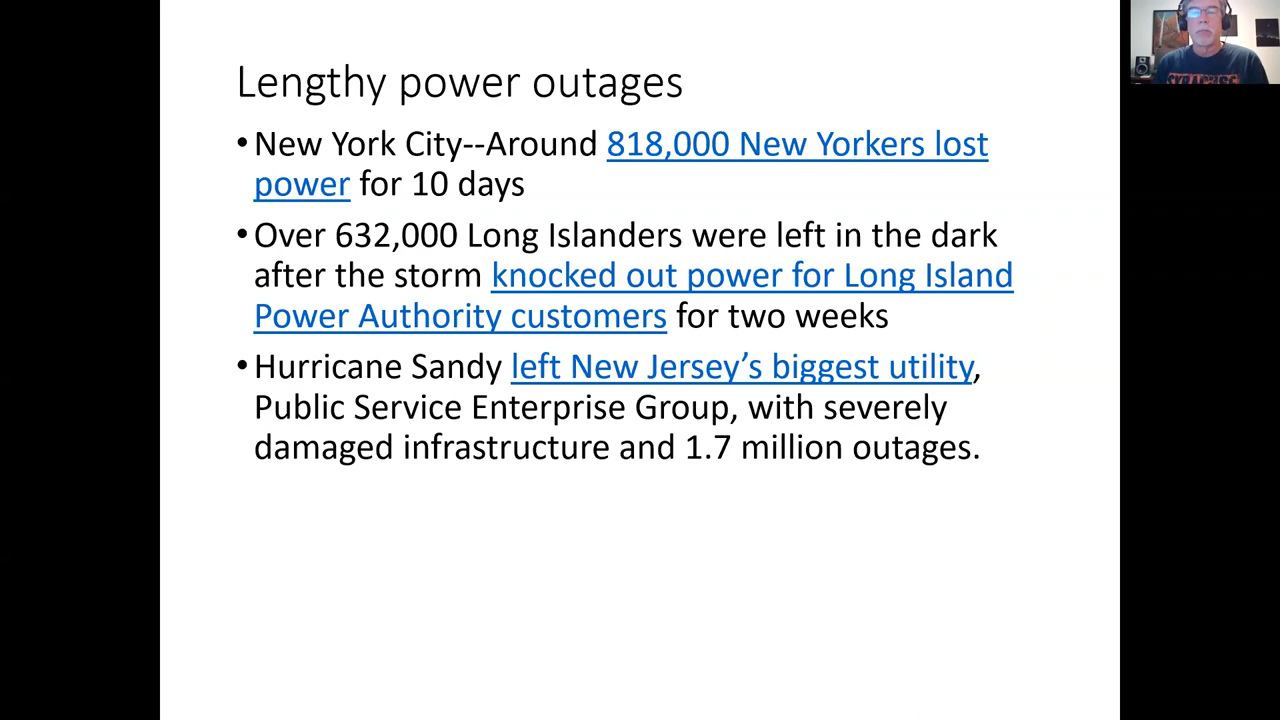 Lengthy power outages
•New York City--Around 818,000 New Yorkers lost
power for 10 days
•Over 632,000 Long Islanders were left in the dark
after the storm knocked out power for Long Island
Power Authority customers for two weeks
•Hurricane Sandy left New Jersey’s biggest utility,
Public Service Enterprise Group, with severely
damaged infrastructure and 1.7 million outages.
SYRACUSE